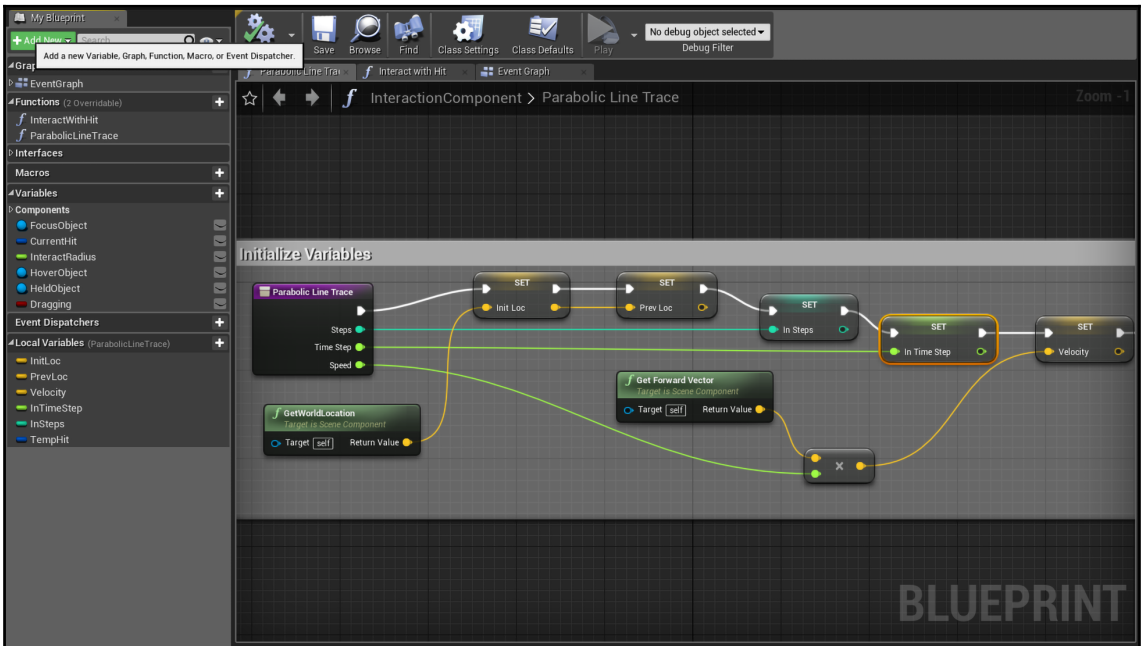 My Blueprint
+ Add New
Search
Add a new Variable, Graph, Function, Macro, or Event Dispatcher.
EventGraph
Functions (2 Overridable)
InteractWithHit
ParabolicLineTrace
Interfaces
Macros
Variables
Components
FocusObject
CurrentHit
InteractRadius
HoverObject
HeldObject
Dragging
Event Dispatchers
Local Variables (ParabolicLineTrace)
InitLoc
PrevLoc
Velocity
InTimeStep
InSteps
TempHit
Save
Browse
Find
Class Settings
Class Defaults
Play
No debug object selected
Debug Filter
Parabolic Line Tra
Interact with Hit
Event Graph
InteractionComponent > Parabolic Line Trace
Zoom -1
Initialize Variables
Parabolic Line Trace
Steps
Time Step
Speed
SET
Init Loc
SET
Prev Loc
SET
In Steps
SET
In Time Step
SET
Velocity
GetWorldLocation
Target is Scene Component
Target self Return Value
Get Forward Vector
Target is Scene Component
Target self Return Value
×
BLUEPRINT